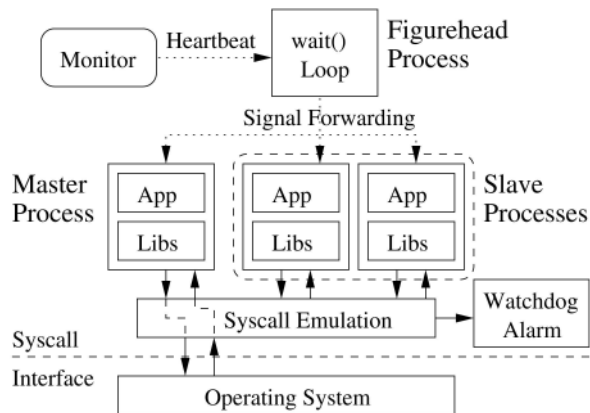 Monitor
Heartbeat
wait()
Loop
Figurehead
Process
Signal Forwarding
Master
Process
App
Libs
App
Libs
App
Libs
Slave
Processes
Syscall Emulation
Watchdog
Alarm
Syscall
Interface
Operating System